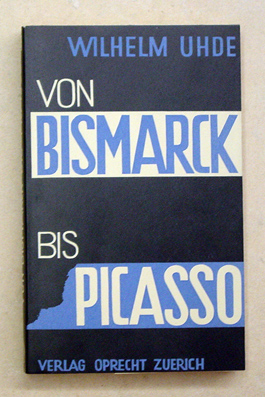 WILHELM UHDE
VON
BISMARCK
BIS
PICASSO
VERLAG OPRECHT ZUERICH